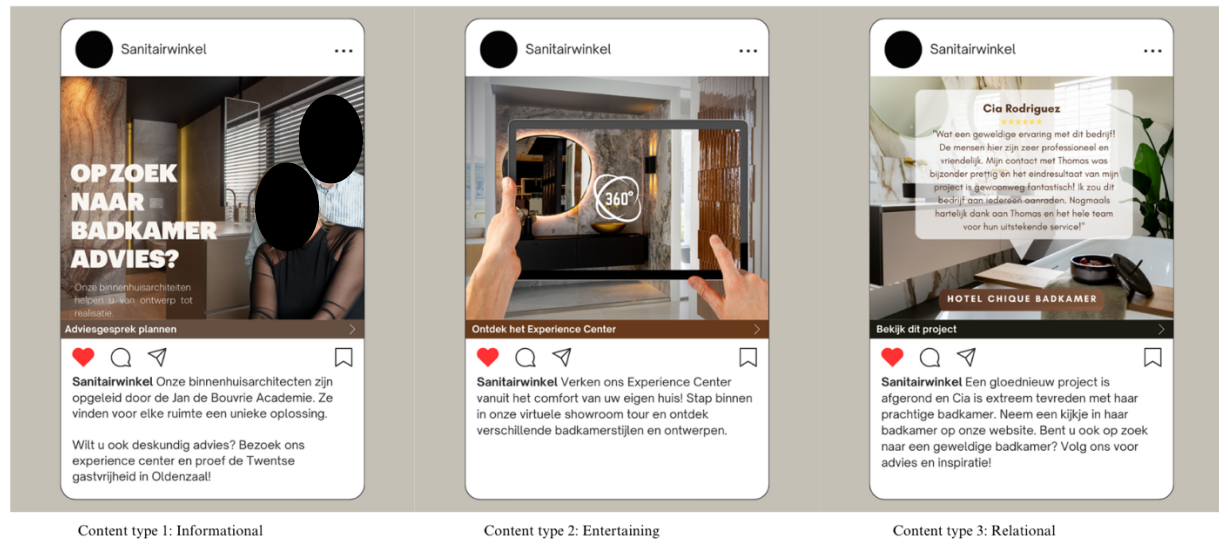 Sanitairwinkel
OP ZOEK
NAAR
BADKAMER
ADVIES?
Onze binnenhuisarchiteiten
helpen u van ontwerp tot
realisatie.
Adviesgesprek plannen
Sanitairwinkel Onze binnenhuisarchitecten zijn
opgeleid door de Jan de Bouvrie Academie. Ze
vinden voor elke ruimte een unieke oplossing.
Wilt u ook deskundig advies? Bezoek ons
experience center en proef de Twentse
gastvrijheid in Oldenzaal!
Content type 1: Informational
Sanitairwinkel
360°
Ontdek het Experience Center
Sanitairwinkel Verken ons Experience Center
vanuit het comfort van uw eigen huis! Stap binnen
in onze virtuele showroom tour en ontdek
verschillende badkamerstijlen en ontwerpen.
Content type 2: Entertaining
Sanitairwinkel
Cia Rodriguez
"Wat een geweldige ervaring met dit bedrijf!
De mensen hier zijn zeer professioneel en
vriendelijk. Mijn contact met Thomas was
bijzonder prettig en het eindresultaat van mijn
project is gewoonweg fantastisch! Ik zou dit
bedrijf aan iedereen aanraden. Nogmaals
hartelijk dank aan Thomas en het hele team
voor hun uitstekende service!"
HOTEL CHIQUE BADKAMER
Bekijk dit project
Sanitairwinkel Een gloednieuw project is
afgerond en Cia is extreem tevreden met haar
prachtige badkamer. Neem een kijkje in haar
badkamer op onze website. Bent u ook op zoek
naar een geweldige badkamer? Volg ons voor
advies en inspiratie!
Content type 3: Relational